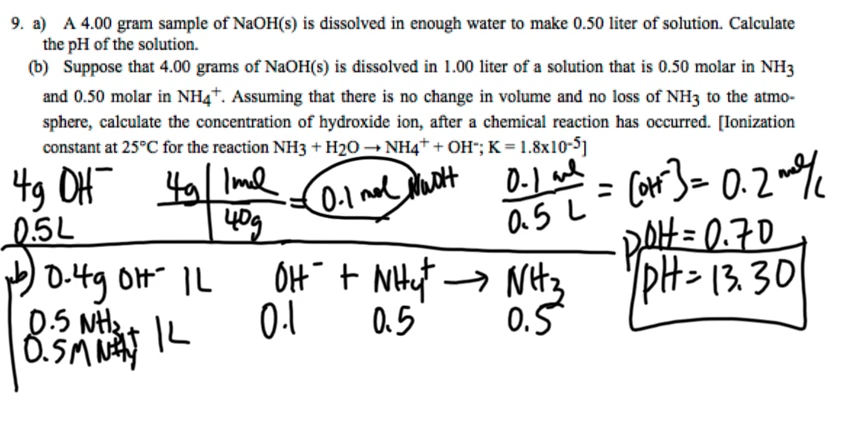 9. a) A 4.00 gram sample of NaOH(s) is dissolved in enough water to make 0.50 liter of solution. Calculate
the pH of the solution.
(b) Suppose that 4.00 grams of NaOH(s) is dissolved in 1.00 liter of a solution that is 0.50 molar in NH3
and 0.50 molar in NH4+. Assuming that there is no change in volume and no loss of NH3 to the atmo-
sphere, calculate the concentration of hydroxide ion, after a chemical reaction has occurred. [Ionization
constant at 25°C for the reaction NH3 + H2O → NH4+ + OH-; K = 1.8x10-5]
4g OH- 4g | 1mol / 40g = 0.1 mol NaOH 0.1 mol / 0.5 L = [OH-] = 0.2 mol/L
0.5L
pOH = 0.70
pH = 13.30
b) 0.4g OH- 1L OH- + NH4+ → NH3
0.5 NH3 1L 0.1 0.5 0.5
0.5M NH4+